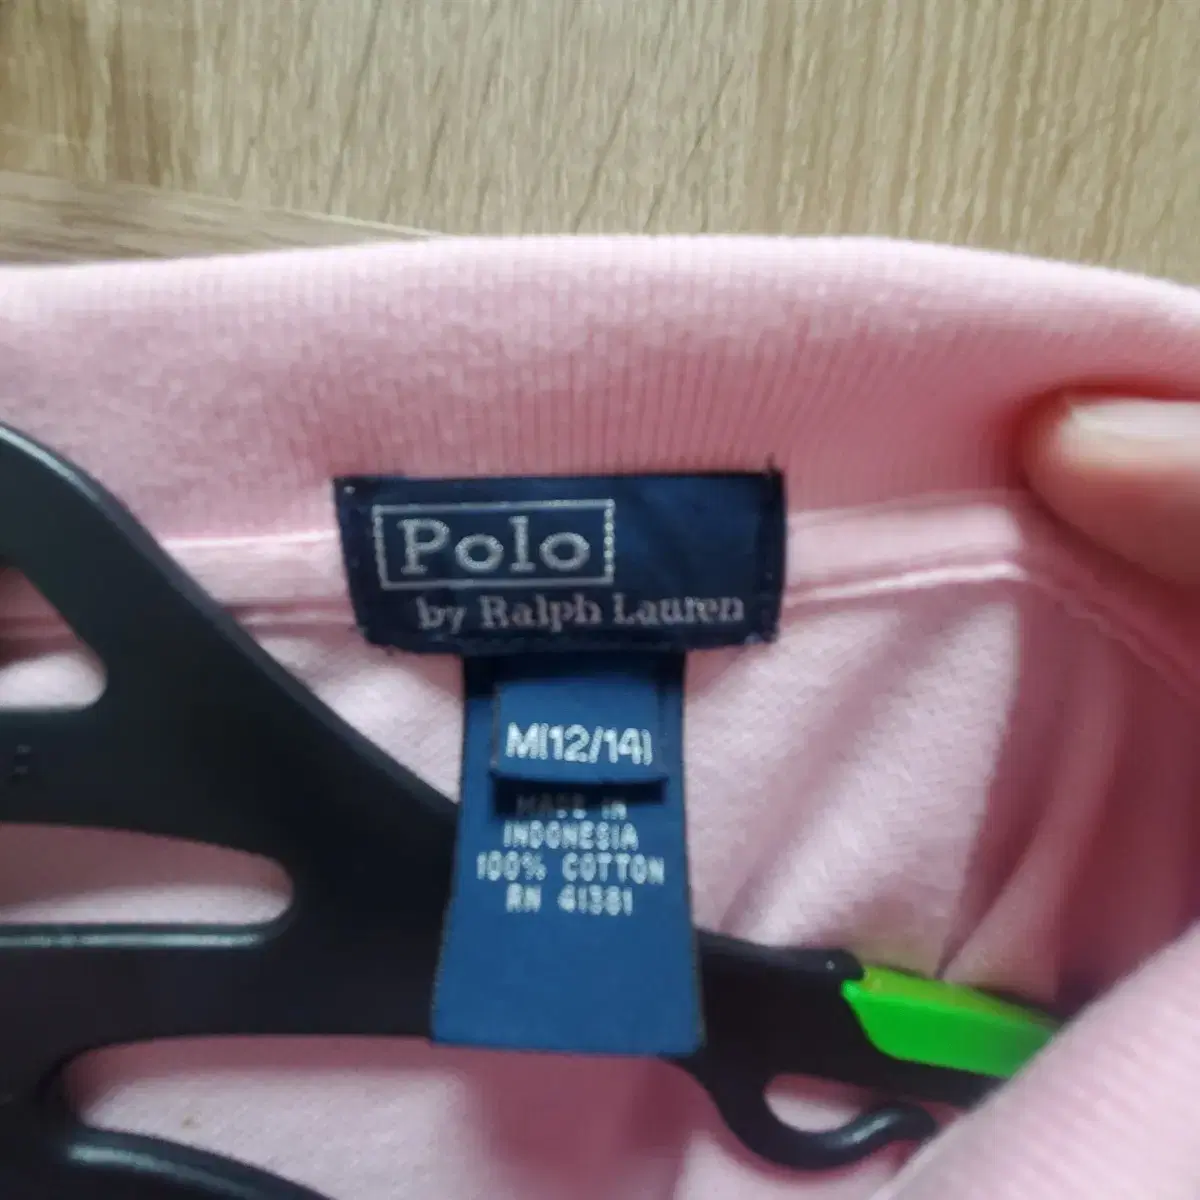 Polo
by Ralph Lauren
M(12/14)
MADE IN
INDONESIA
100% COTTON
RN 41381